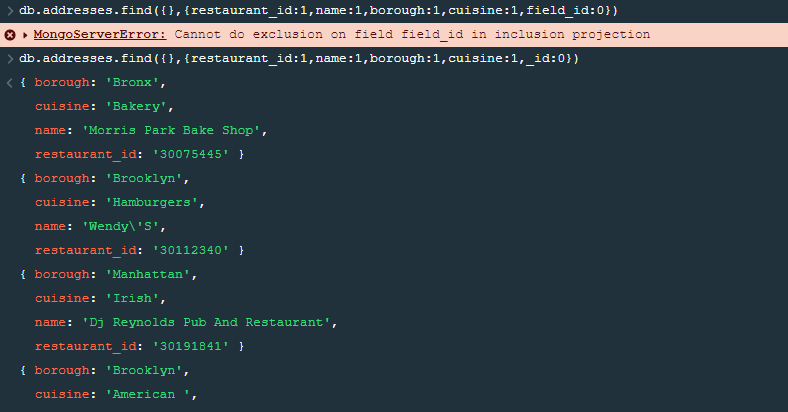 > db.addresses.find({},{restaurant_id:1,name:1,borough:1,cuisine:1,field_id:0})
MongoServerError: Cannot do exclusion on field field_id in inclusion projection
> db.addresses.find({},{restaurant_id:1,name:1,borough:1,cuisine:1,_id:0})
< { borough: 'Bronx',
cuisine: 'Bakery',
name: 'Morris Park Bake Shop',
restaurant_id: '30075445' }
{ borough: 'Brooklyn',
cuisine: 'Hamburgers',
name: 'Wendy\'S',
restaurant_id: '30112340' }
{ borough: 'Manhattan',
cuisine: 'Irish',
name: 'Dj Reynolds Pub And Restaurant',
restaurant_id: '30191841' }
{ borough: 'Brooklyn',
cuisine: 'American ',